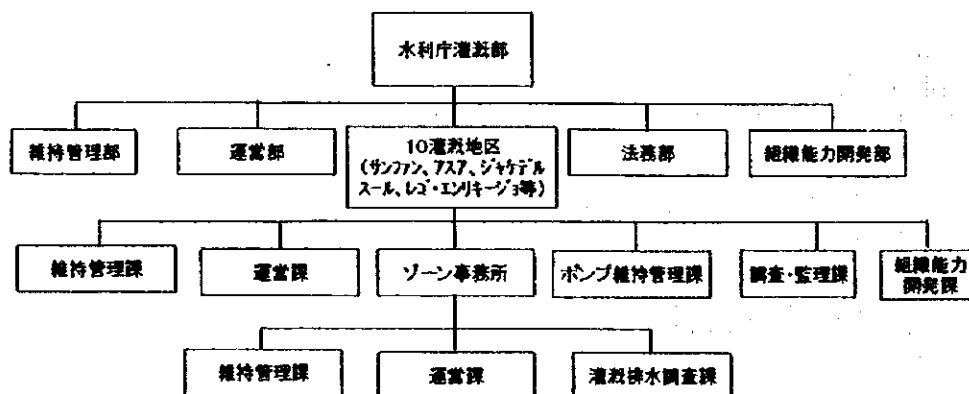 水利庁灌漑部
維持管理部
運営部
10灌漑地区
(サンファン、アスア、ジャケデル
スール、レゴ・エンリキージョ等)
法務部
組織能力開発部
維持管理課
運営課
ゾーン事務所
ポンプ維持管理課
調査・監理課
組織能力
開発課
維持管理課
運営課
灌漑排水調査課